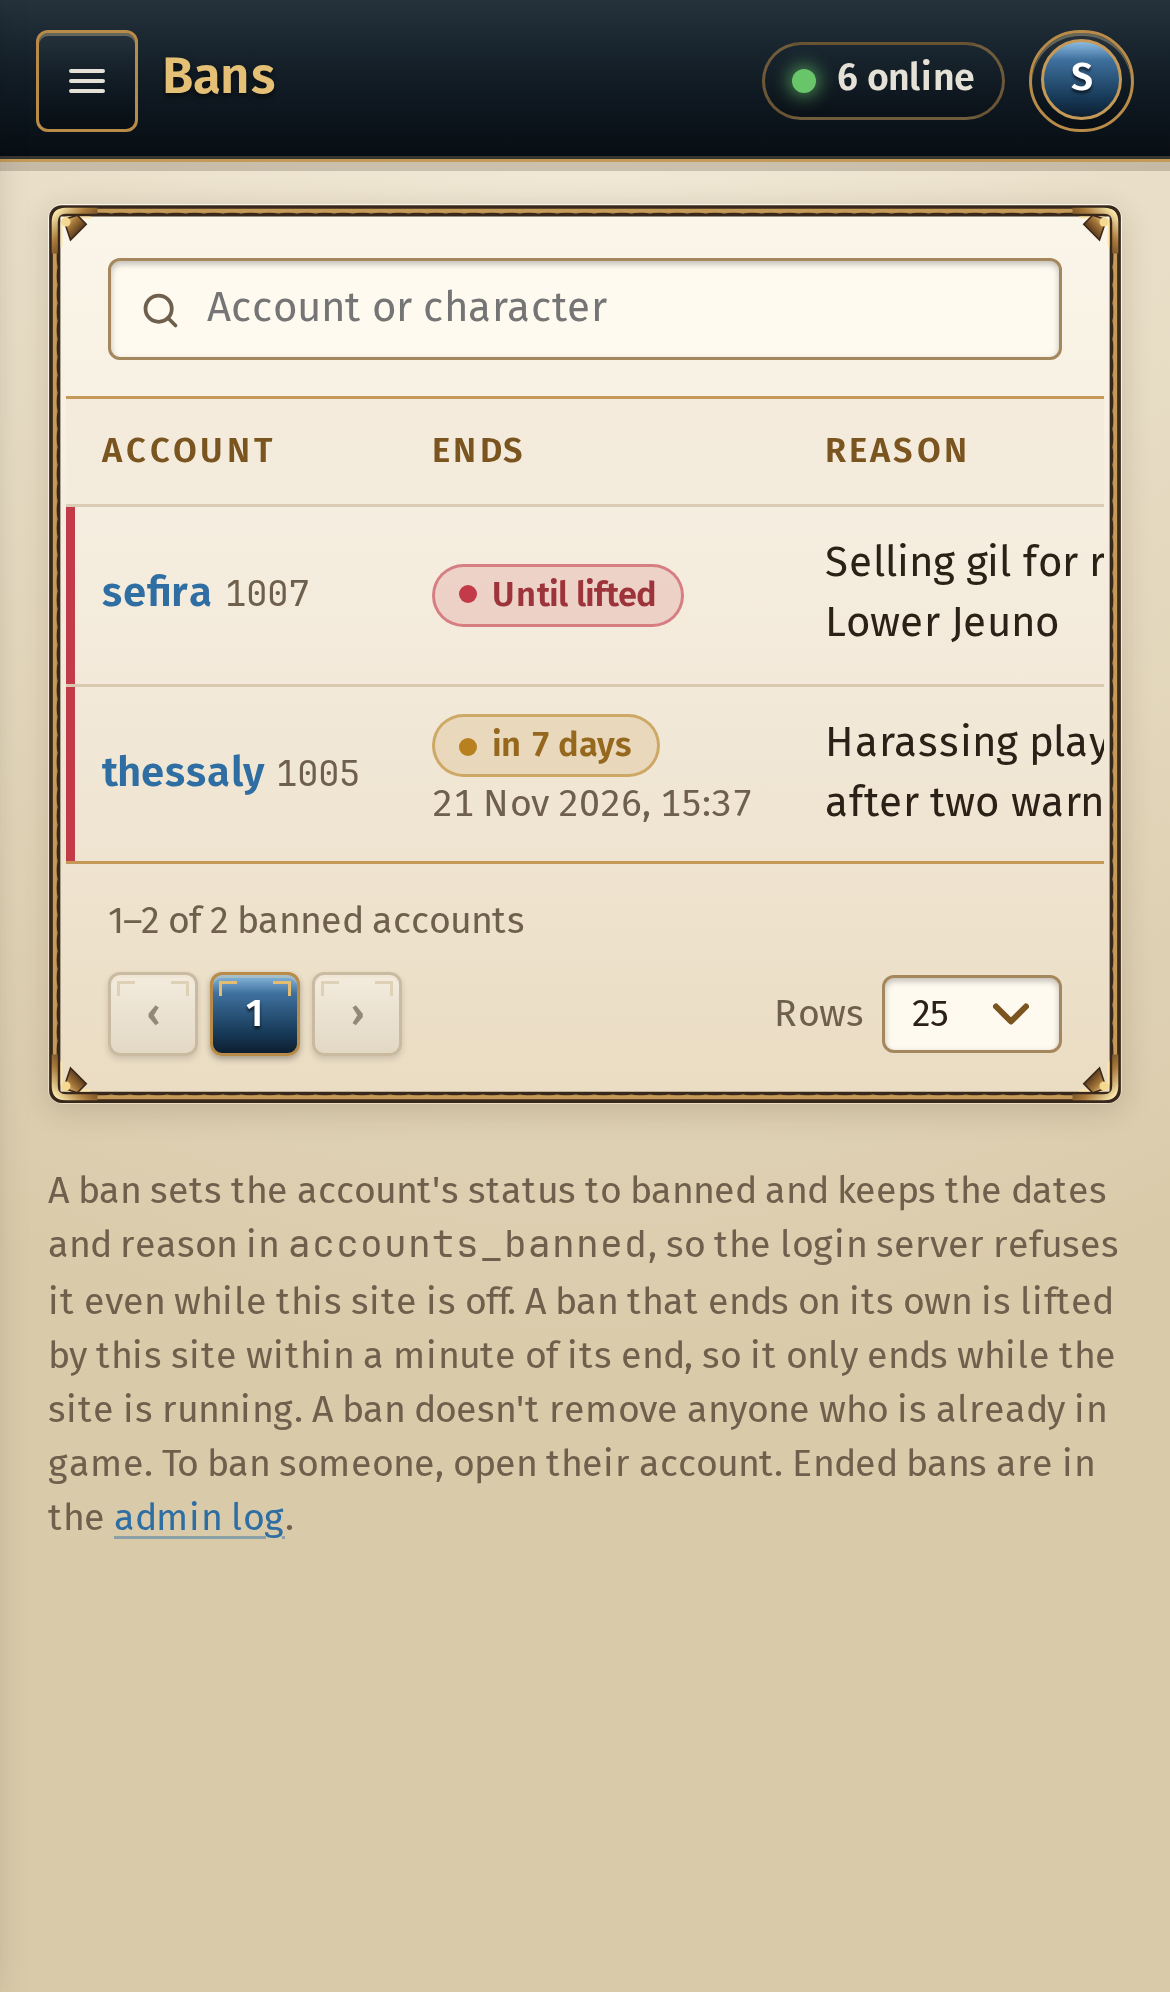 Bans
6 online
S
Account or character
ACCOUNT ENDS REASON
sefira 1007 Until lifted Selling gil for r
Lower Jeuno
thessaly 1005 in 7 days Harassing play
21 Nov 2026, 15:37 after two warn
1–2 of 2 banned accounts
‹ 1 › Rows 25
A ban sets the account's status to banned and keeps the dates
and reason in accounts_banned, so the login server refuses
it even while this site is off. A ban that ends on its own is lifted
by this site within a minute of its end, so it only ends while the
site is running. A ban doesn't remove anyone who is already in
game. To ban someone, open their account. Ended bans are in
the admin log.